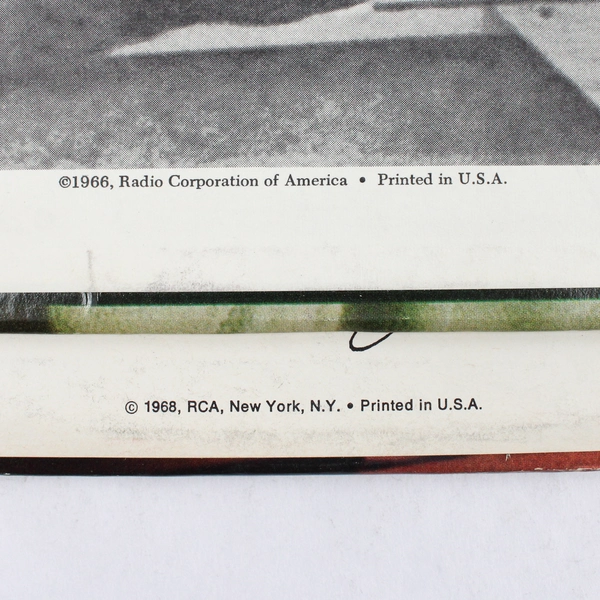 ©1966, Radio Corporation of America • Printed in U.S.A.
© 1968, RCA, New York, N.Y. • Printed in U.S.A.